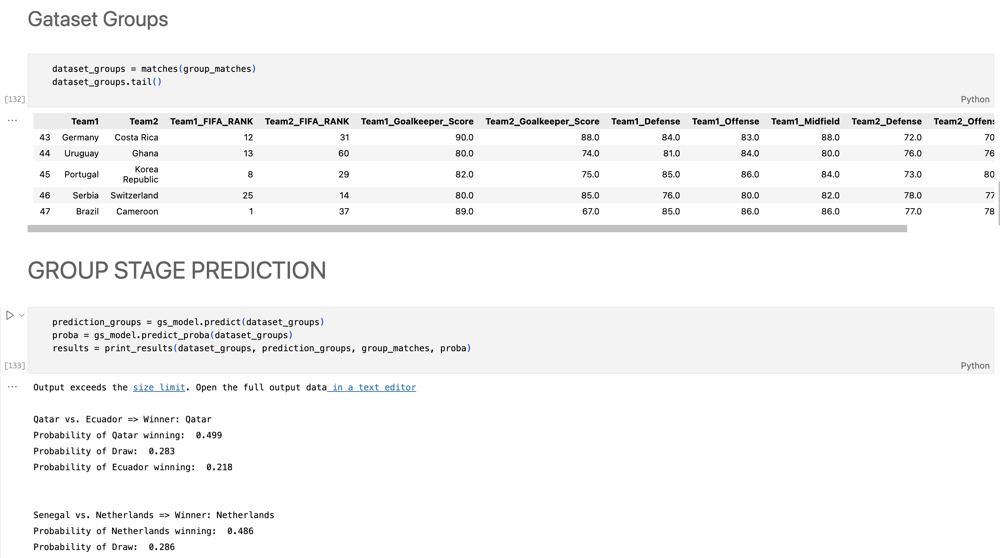 Gataset Groups
dataset_groups = matches(group_matches)
dataset_groups.tail()
[132]
Python
...
Team1 Team2 Team1_FIFA_RANK Team2_FIFA_RANK Team1_Goalkeeper_Score Team2_Goalkeeper_Score Team1_Defense Team1_Offense Team1_Midfield Team2_Defense Team2_Offens
43 Germany Costa Rica 12 31 90.0 88.0 84.0 83.0 88.0 72.0 70
44 Uruguay Ghana 13 60 80.0 74.0 81.0 84.0 80.0 76.0 76
45 Portugal Korea Republic 8 29 82.0 75.0 85.0 86.0 84.0 73.0 80
46 Serbia Switzerland 25 14 80.0 85.0 76.0 80.0 82.0 78.0 77
47 Brazil Cameroon 1 37 89.0 67.0 85.0 86.0 86.0 77.0 78
GROUP STAGE PREDICTION
prediction_groups = gs_model.predict(dataset_groups)
proba = gs_model.predict_proba(dataset_groups)
results = print_results(dataset_groups, prediction_groups, group_matches, proba)
[133]
Python
...
Output exceeds the size limit. Open the full output data in a text editor
Qatar vs. Ecuador => Winner: Qatar
Probability of Qatar winning:  0.499
Probability of Draw:  0.283
Probability of Ecuador winning:  0.218
Senegal vs. Netherlands => Winner: Netherlands
Probability of Netherlands winning:  0.486
Probability of Draw:  0.286